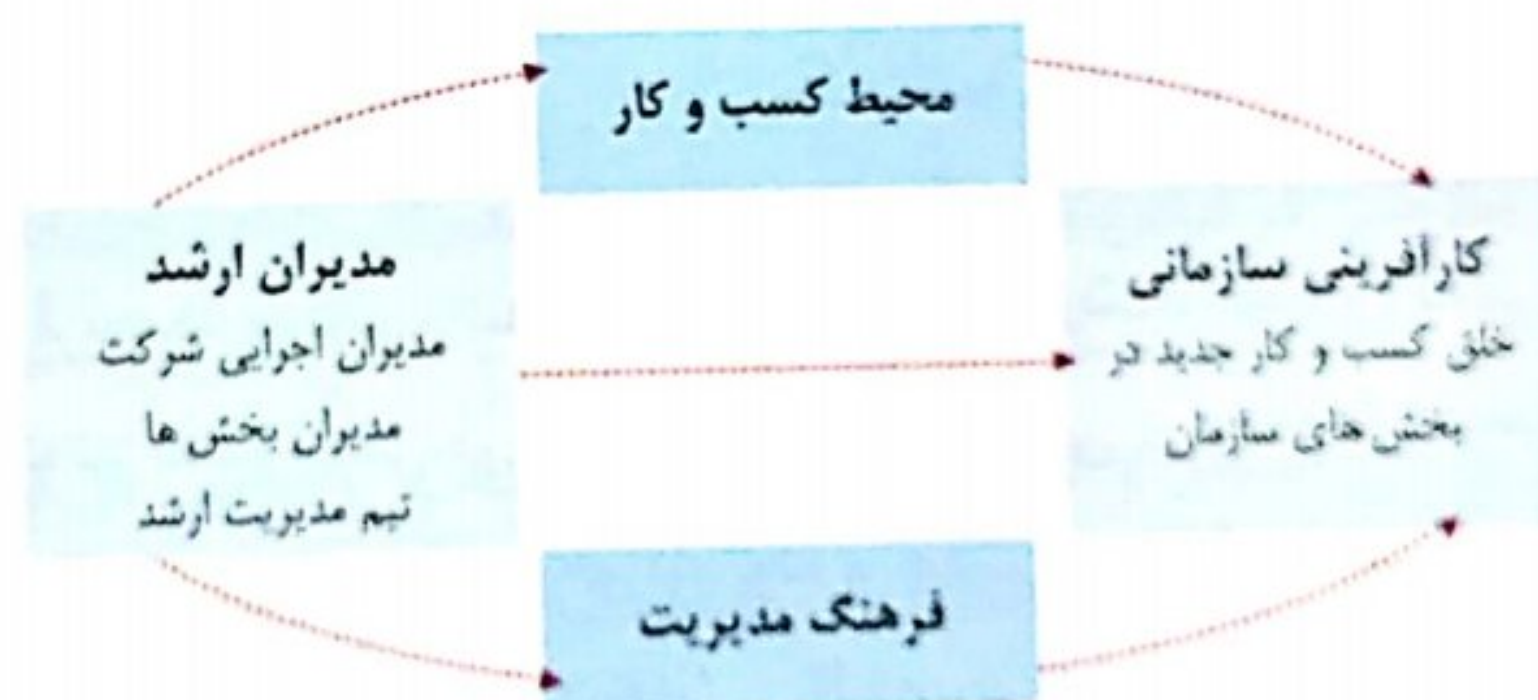 محیط کسب و کار
کارآفرینی سازمانی
خلق کسب و کار جدید در
بخش های سازمان
مدیران ارشد
مدیران اجرایی شرکت
مدیران بخش ها
تیم مدیریت ارشد
فرهنگ مدیریت